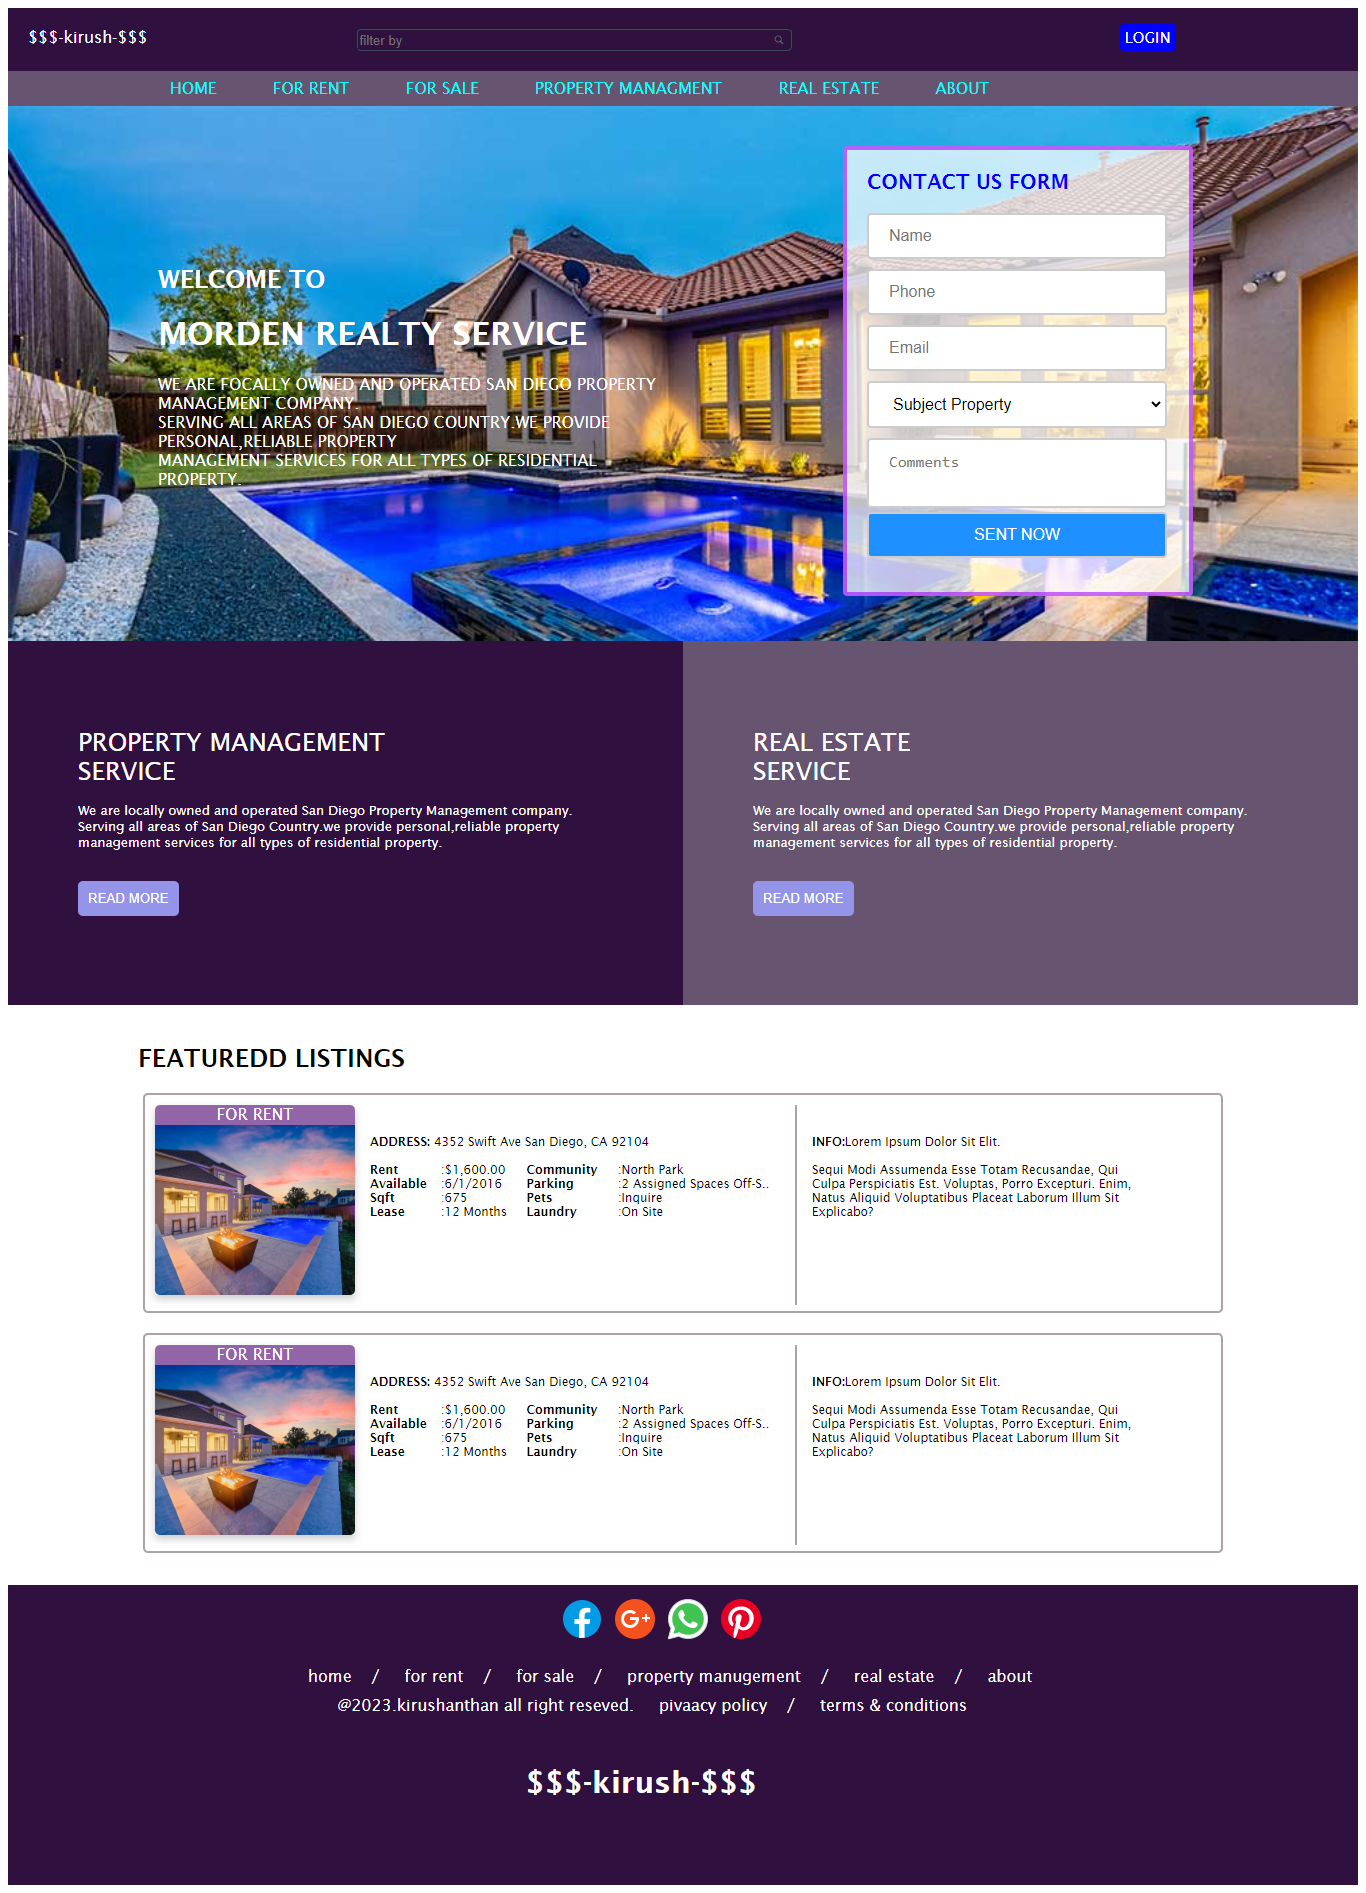 $$$-kirush-$$$
filter by
LOGIN
HOME FOR RENT FOR SALE PROPERTY MANAGMENT REAL ESTATE ABOUT
WELCOME TO
MORDEN REALTY SERVICE
WE ARE FOCALLY OWNED AND OPERATED SAN DIEGO PROPERTY
MANAGEMENT COMPANY.
SERVING ALL AREAS OF SAN DIEGO COUNTRY.WE PROVIDE
PERSONAL,RELIABLE PROPERTY
MANAGEMENT SERVICES FOR ALL TYPES OF RESIDENTIAL
PROPERTY.
CONTACT US FORM
Name
Phone
Email
Subject Property
Comments
SENT NOW
PROPERTY MANAGEMENT
SERVICE
We are locally owned and operated San Diego Property Management company.
Serving all areas of San Diego Country.we provide personal,reliable property
management services for all types of residential property.
READ MORE
REAL ESTATE
SERVICE
We are locally owned and operated San Diego Property Management company.
Serving all areas of San Diego Country.we provide personal,reliable property
management services for all types of residential property.
READ MORE
FEATUREDD LISTINGS
FOR RENT
ADDRESS: 4352 Swift Ave San Diego, CA 92104
Rent :$1,600.00 Community :North Park
Available :6/1/2016 Parking :2 Assigned Spaces Off-S..
Sqft :675 Pets :Inquire
Lease :12 Months Laundry :On Site
INFO:Lorem Ipsum Dolor Sit Elit.
Sequi Modi Assumenda Esse Totam Recusandae, Qui
Culpa Perspiciatis Est. Voluptas, Porro Excepturi. Enim,
Natus Aliquid Voluptatibus Placeat Laborum Illum Sit
Explicabo?
FOR RENT
ADDRESS: 4352 Swift Ave San Diego, CA 92104
Rent :$1,600.00 Community :North Park
Available :6/1/2016 Parking :2 Assigned Spaces Off-S..
Sqft :675 Pets :Inquire
Lease :12 Months Laundry :On Site
INFO:Lorem Ipsum Dolor Sit Elit.
Sequi Modi Assumenda Esse Totam Recusandae, Qui
Culpa Perspiciatis Est. Voluptas, Porro Excepturi. Enim,
Natus Aliquid Voluptatibus Placeat Laborum Illum Sit
Explicabo?
home / for rent / for sale / property manugement / real estate / about
@2023.kirushanthan all right reseved. pivaacy policy / terms & conditions
$$$-kirush-$$$